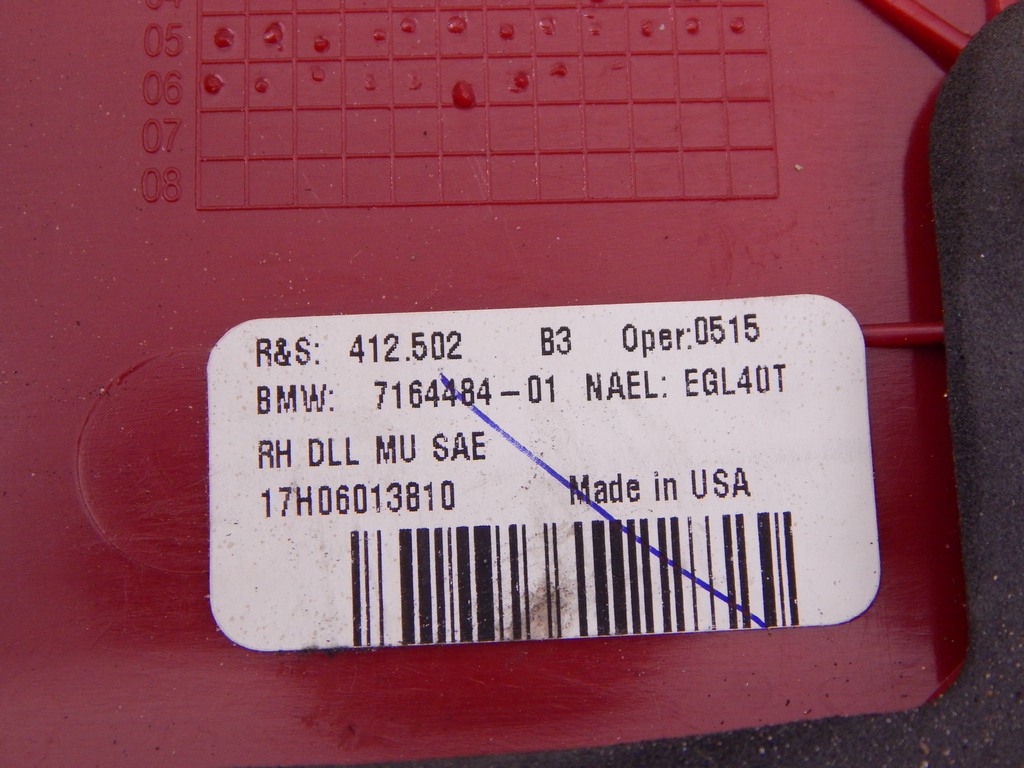 05
06
07
08
R&S: 412.502 B3 Oper:0515
BMW: 7164484-01 NAEL: EGL40T
RH DLL MU SAE
17H06013810 Made in USA